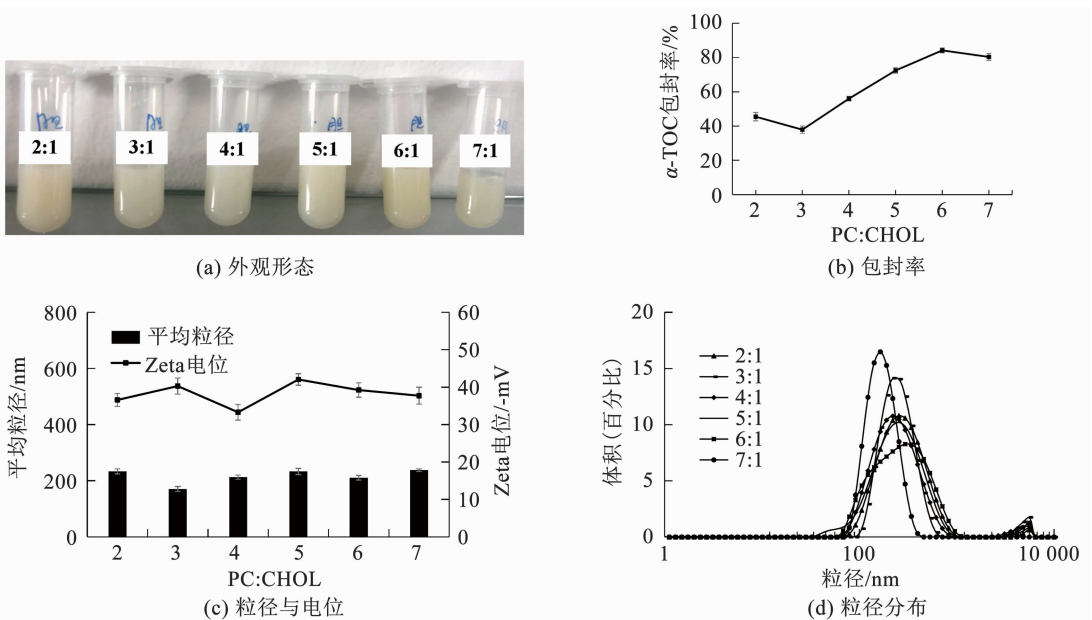 2:1
3:1
4:1
5:1
6:1
7:1
(a) 外观形态
100
80
60
40
20
0
α-TOC包封率/%
2 3 4 5 6 7
PC:CHOL
(b) 包封率
800
600
400
200
0
平均粒径/nm
平均粒径
Zeta电位
60
50
40
30
20
10
0
Zeta电位/-mV
2 3 4 5 6 7
PC:CHOL
(c) 粒径与电位
20
15
10
5
0
体积(百分比)
2:1
3:1
4:1
5:1
6:1
7:1
1 100 10 000
粒径/nm
(d) 粒径分布